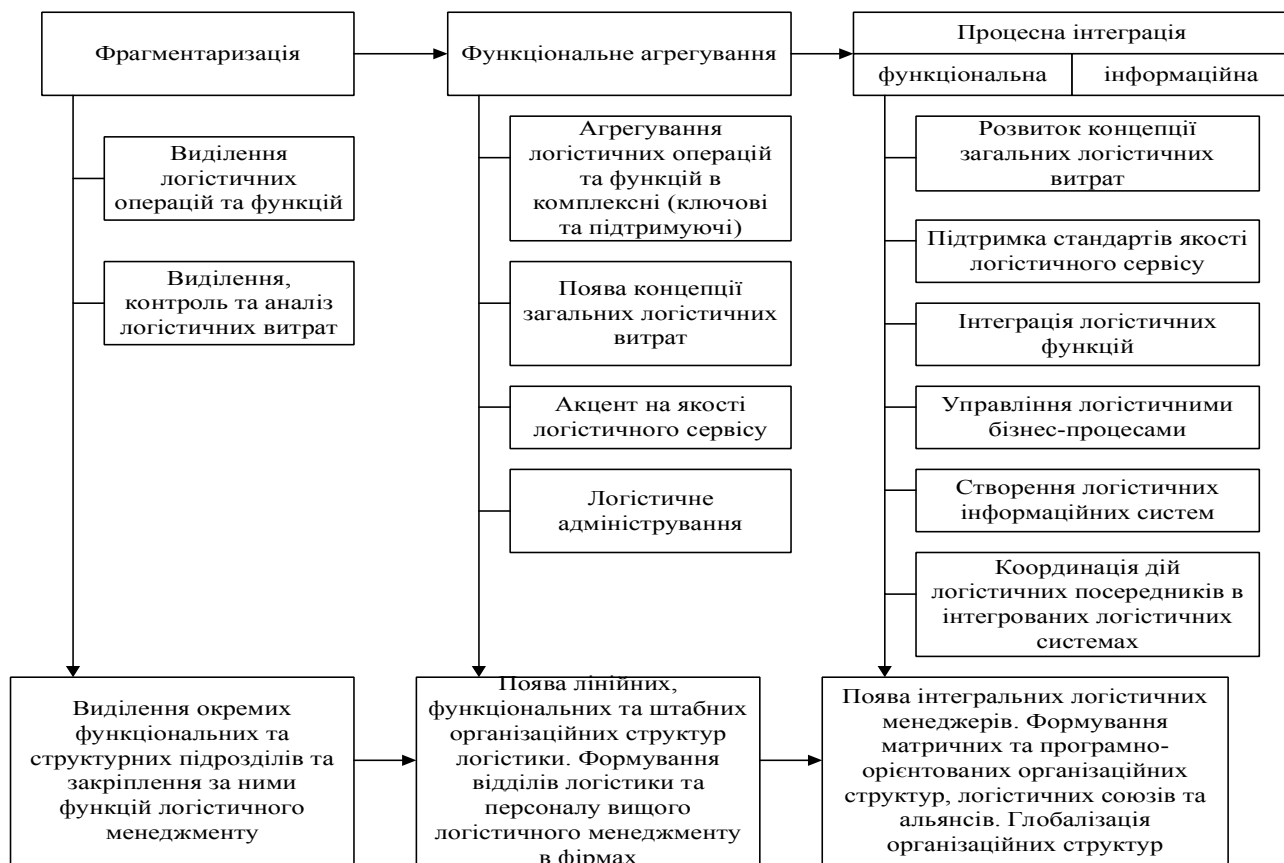 Фрагментаризація
Функціональне агрегування
Процесна інтеграція
функціональна
інформаційна
Виділення
логістичних
операцій та функцій
Виділення,
контроль та аналіз
логістичних витрат
Агрегування
логістичних операцій
та функцій в
комплексні (ключові
та підтримуючі)
Поява концепції
загальних логістичних
витрат
Акцент на якості
логістичного сервісу
Логістичне
адміністрування
Розвиток концепції
загальних логістичних
витрат
Підтримка стандартів якості
логістичного сервісу
Інтеграція логістичних
функцій
Управління логістичними
бізнес-процесами
Створення логістичних
інформаційних систем
Координація дій
логістичних посередників в
інтегрованих логістичних
системах
Виділення окремих
функціональних та
структурних підрозділів та
закріплення за ними
функцій логістичного
менеджменту
Поява лінійних,
функціональних та штабних
організаційних структур
логістики. Формування
відділів логістики та
персоналу вищого
логістичного менеджменту
в фірмах
Поява інтегральних логістичних
менеджерів. Формування
матричних та програмно-
орієнтованих організаційних
структур, логістичних союзів та
альянсів. Глобалізація
організаційних структур